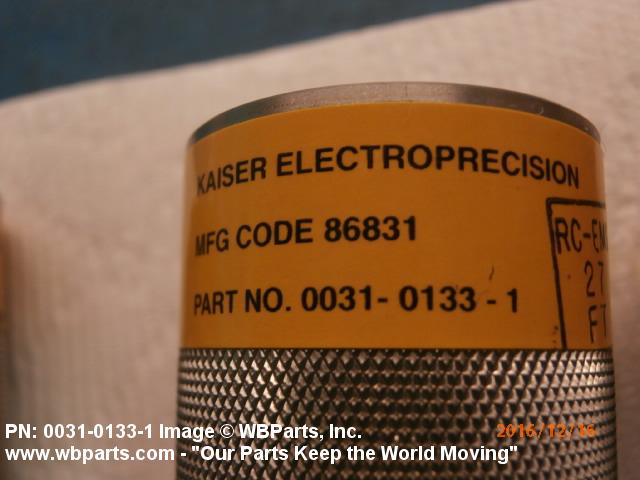 KAISER ELECTROPRECISION
MFG CODE 86831
PART NO. 0031- 0133 - 1
27
PN: 0031-0133-1 Image © WBParts, Inc.
2016/12/16
www.wbparts.com - "Our Parts Keep the World Moving"